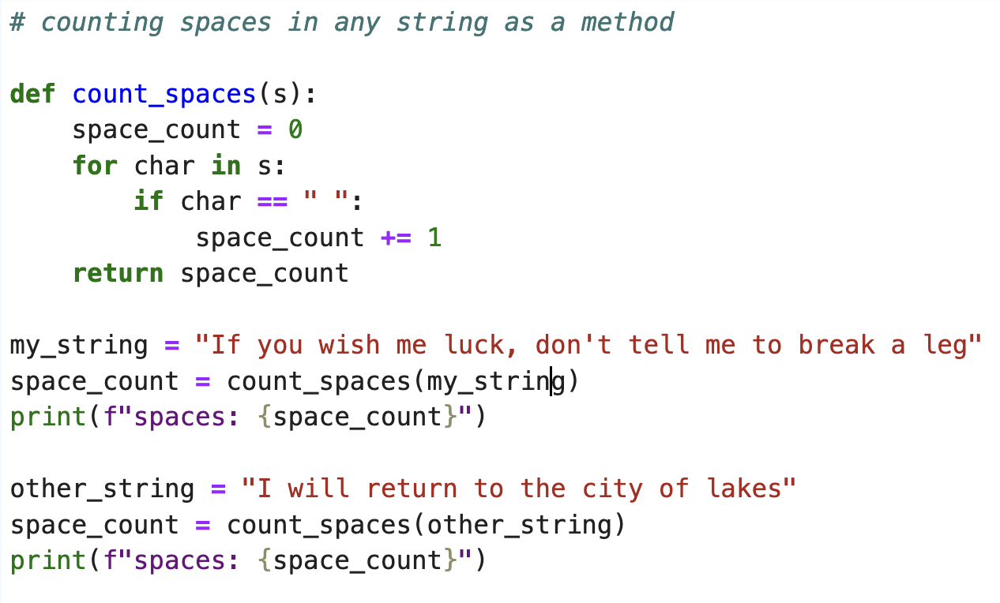 # counting spaces in any string as a method
def count_spaces(s):
    space_count = 0
    for char in s:
        if char == " ":
            space_count += 1
    return space_count
my_string = "If you wish me luck, don't tell me to break a leg"
space_count = count_spaces(my_string)
print(f"spaces: {space_count}")
other_string = "I will return to the city of lakes"
space_count = count_spaces(other_string)
print(f"spaces: {space_count}")